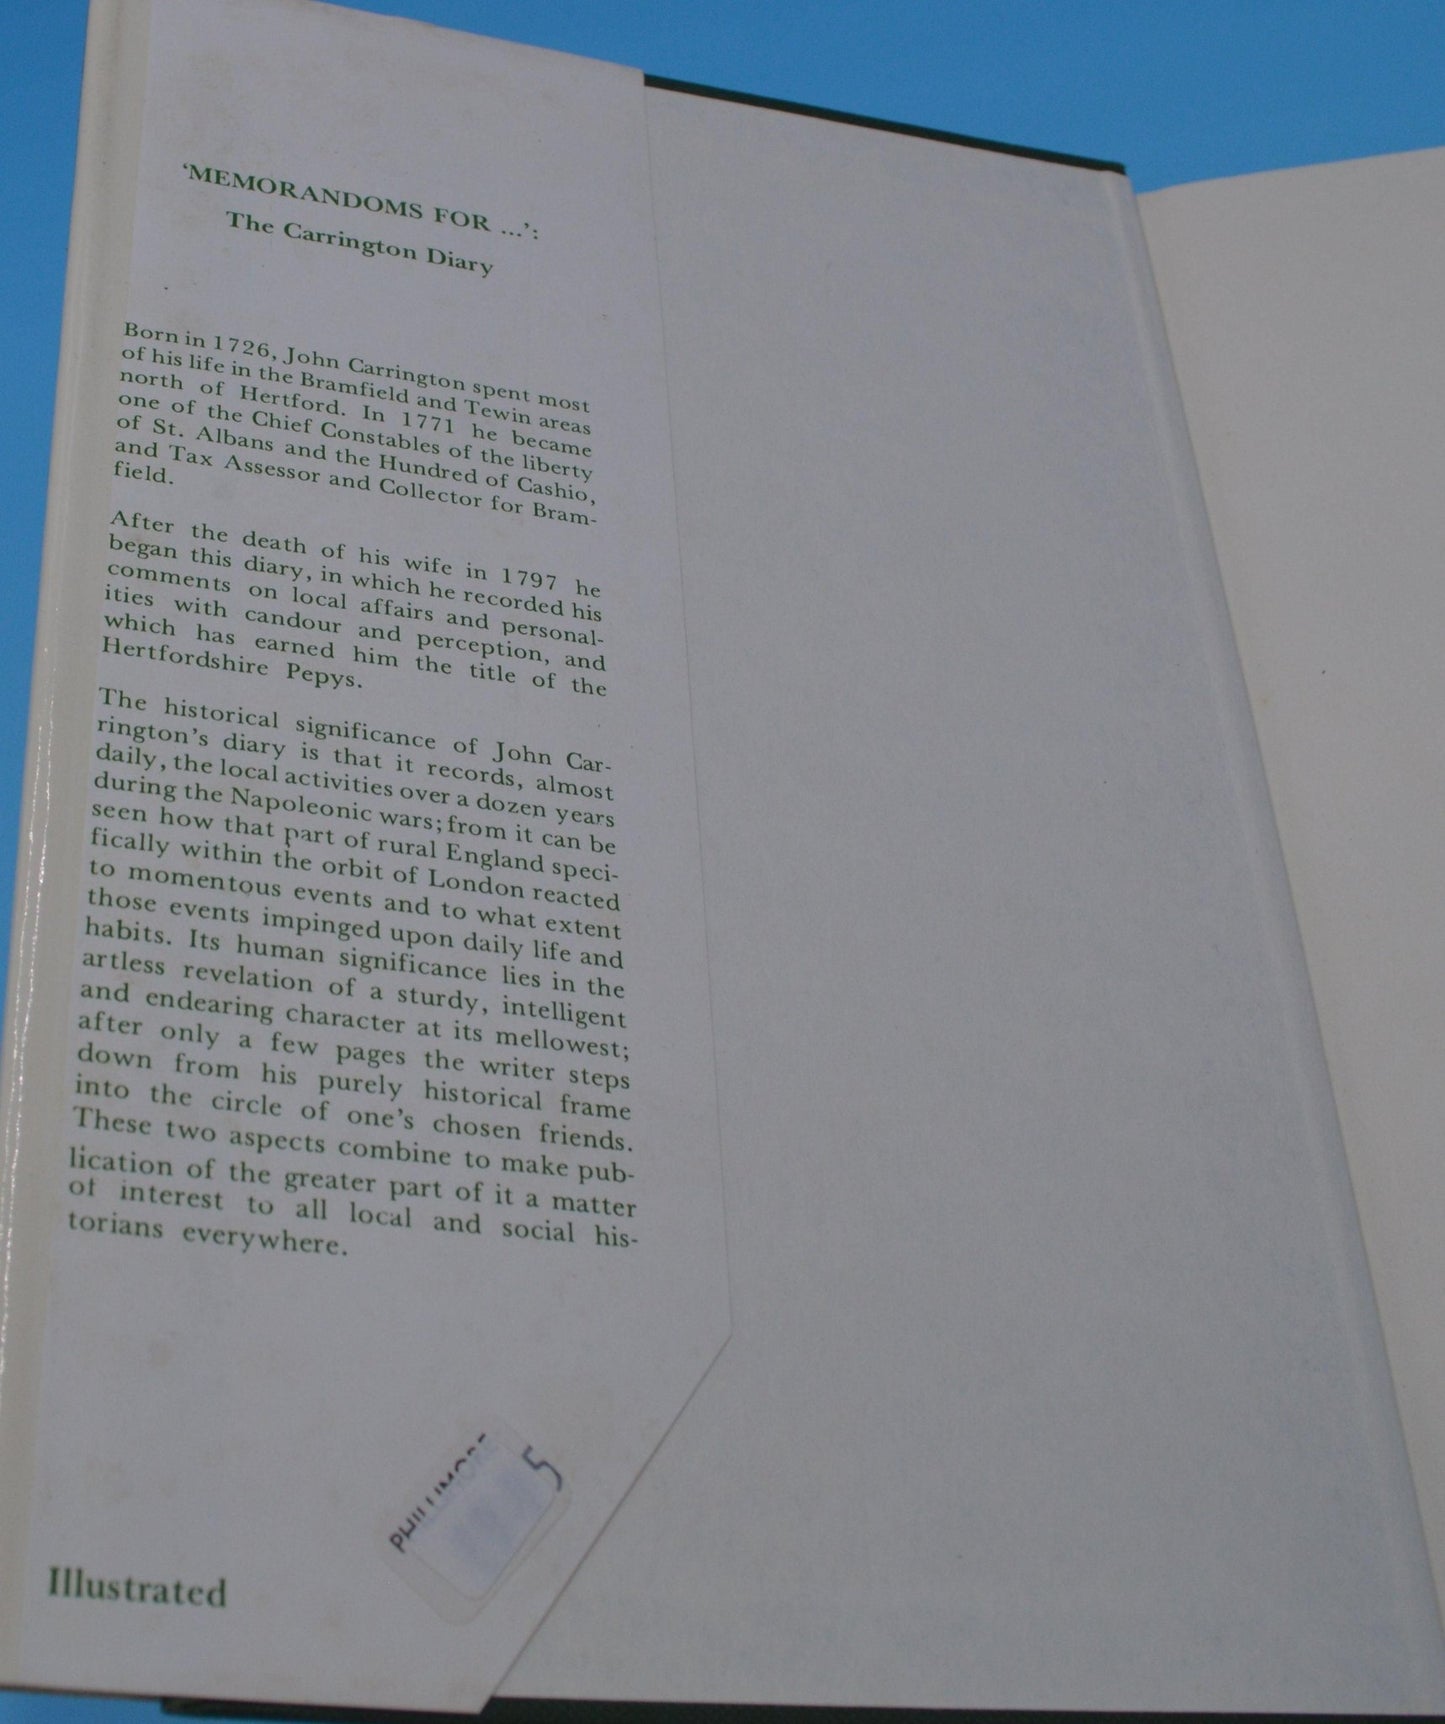 ‘MEMORANDOMS FOR ...’:
The Carrington Diary
Born in 1726, John Carrington spent most
of his life in the Bramfield and Tewin areas
north of Hertford. In 1771 he became
one of the Chief Constables of the liberty
of St. Albans and the Hundred of Cashio,
and Tax Assessor and Collector for Bram-
field.
After the death of his wife in 1797 he
began this diary, in which he recorded his
comments on local affairs and personal-
ities with candour and perception, and
which has earned him the title of the
Hertfordshire Pepys.
The historical significance of John Car-
rington’s diary is that it records, almost
daily, the local activities over a dozen years
during the Napoleonic wars; from it can be
seen how that part of rural England speci-
fically within the orbit of London reacted
to momentous events and to what extent
those events impinged upon daily life and
habits. Its human significance lies in the
artless revelation of a sturdy, intelligent
and endearing character at its mellowest;
after only a few pages the writer steps
down from his purely historical frame
into the circle of one’s chosen friends.
These two aspects combine to make pub-
lication of the greater part of it a matter
of interest to all local and social his-
torians everywhere.
PHILLIMORE
5
Illustrated